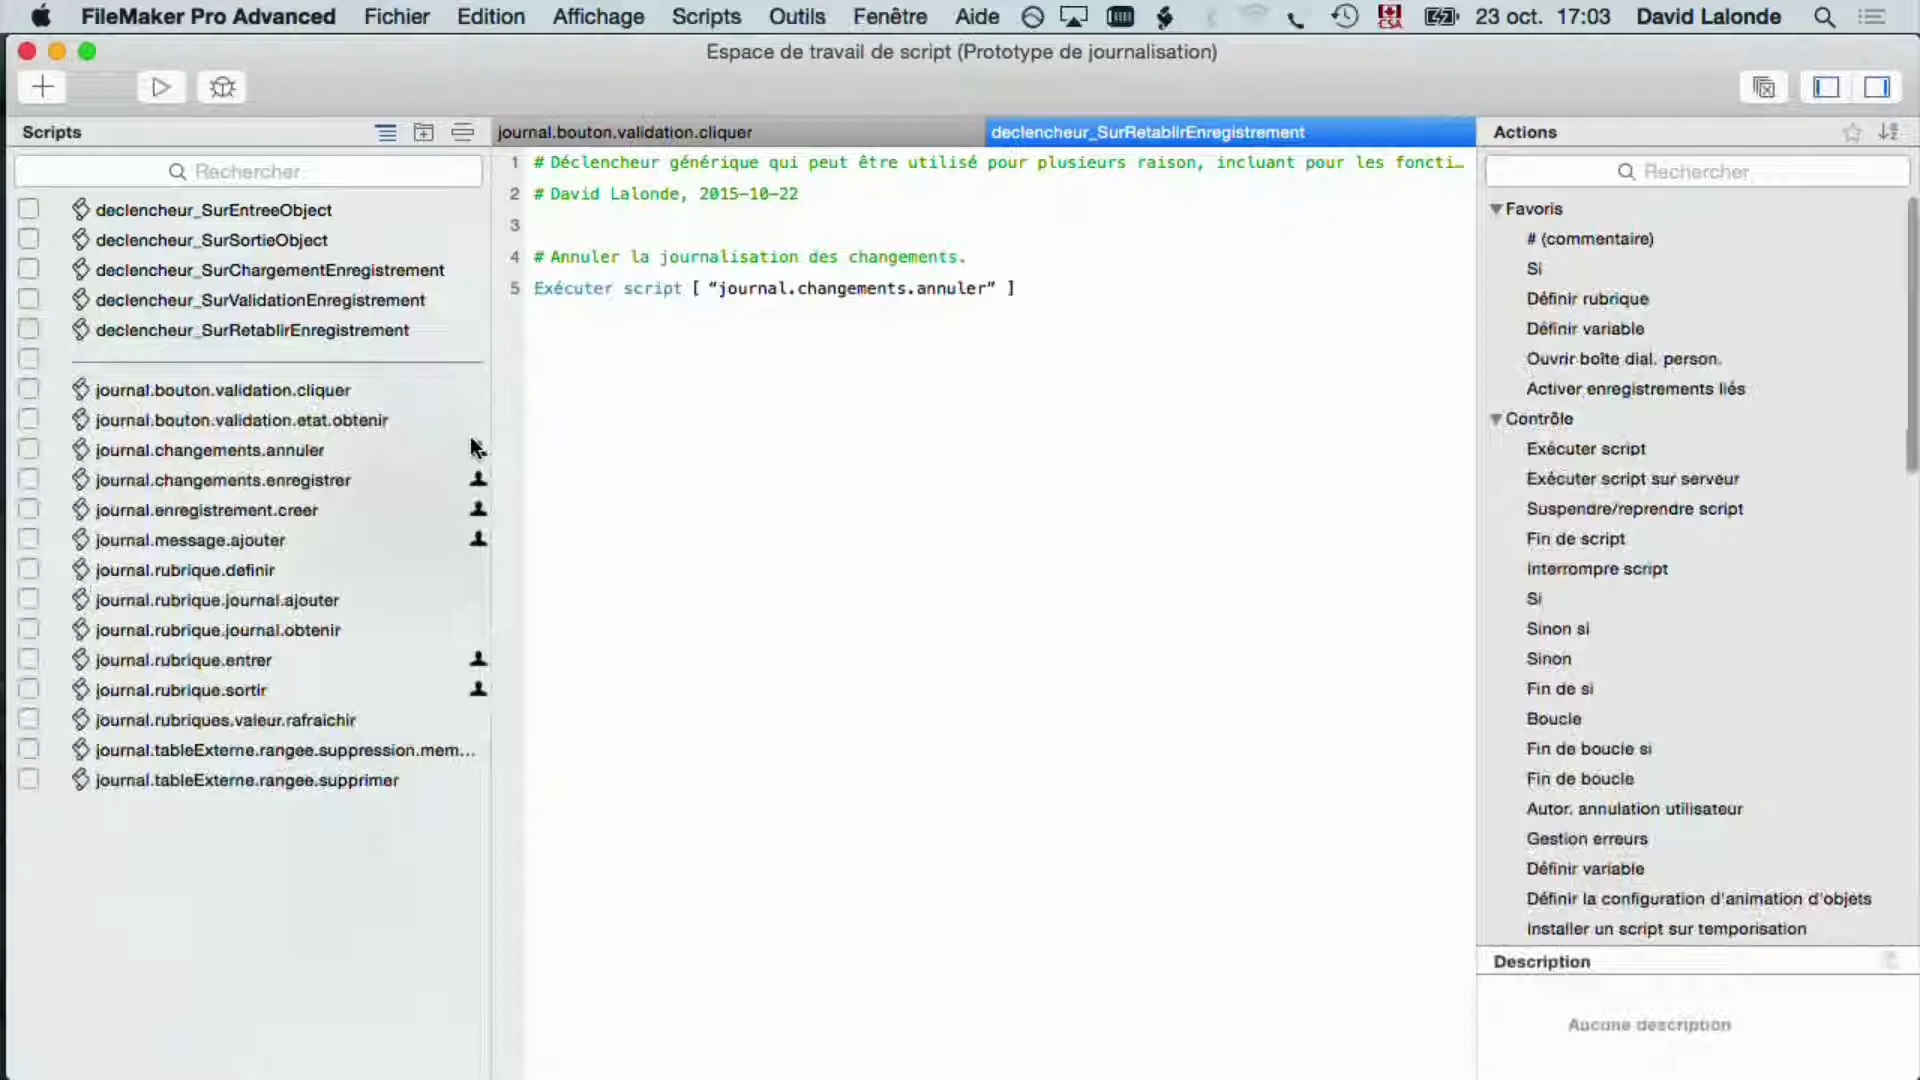 FileMaker Pro Advanced Fichier Edition Affichage Scripts Outils Fenêtre Aide 23 oct. 17:03 David Lalonde
Espace de travail de script (Prototype de journalisation)
Scripts
Rechercher
declencheur_SurEntreeObject
declencheur_SurSortieObject
declencheur_SurChargementEnregistrement
declencheur_SurValidationEnregistrement
declencheur_SurRetablirEnregistrement
journal.bouton.validation.cliquer
journal.bouton.validation.etat.obtenir
journal.changements.annuler
journal.changements.enregistrer
journal.enregistrement.creer
journal.message.ajouter
journal.rubrique.definir
journal.rubrique.journal.ajouter
journal.rubrique.journal.obtenir
journal.rubrique.entrer
journal.rubrique.sortir
journal.rubriques.valeur.rafraichir
journal.tableExterne.rangee.suppression.mem...
journal.tableExterne.rangee.supprimer
journal.bouton.validation.cliquer declencheur_SurRetablirEnregistrement
1 # Déclencheur générique qui peut être utilisé pour plusieurs raison, incluant pour les foncti…
2 # David Lalonde, 2015-10-22
3
4 # Annuler la journalisation des changements.
5 Exécuter script [ “journal.changements.annuler” ]
Actions
Rechercher
Favoris
# (commentaire)
Si
Définir rubrique
Définir variable
Ouvrir boîte dial. person.
Activer enregistrements liés
Contrôle
Exécuter script
Exécuter script sur serveur
Suspendre/reprendre script
Fin de script
Interrompre script
Si
Sinon si
Sinon
Fin de si
Boucle
Fin de boucle si
Fin de boucle
Autor. annulation utilisateur
Gestion erreurs
Définir variable
Définir la configuration d'animation d'objets
Installer un script sur temporisation
Description
Aucune description